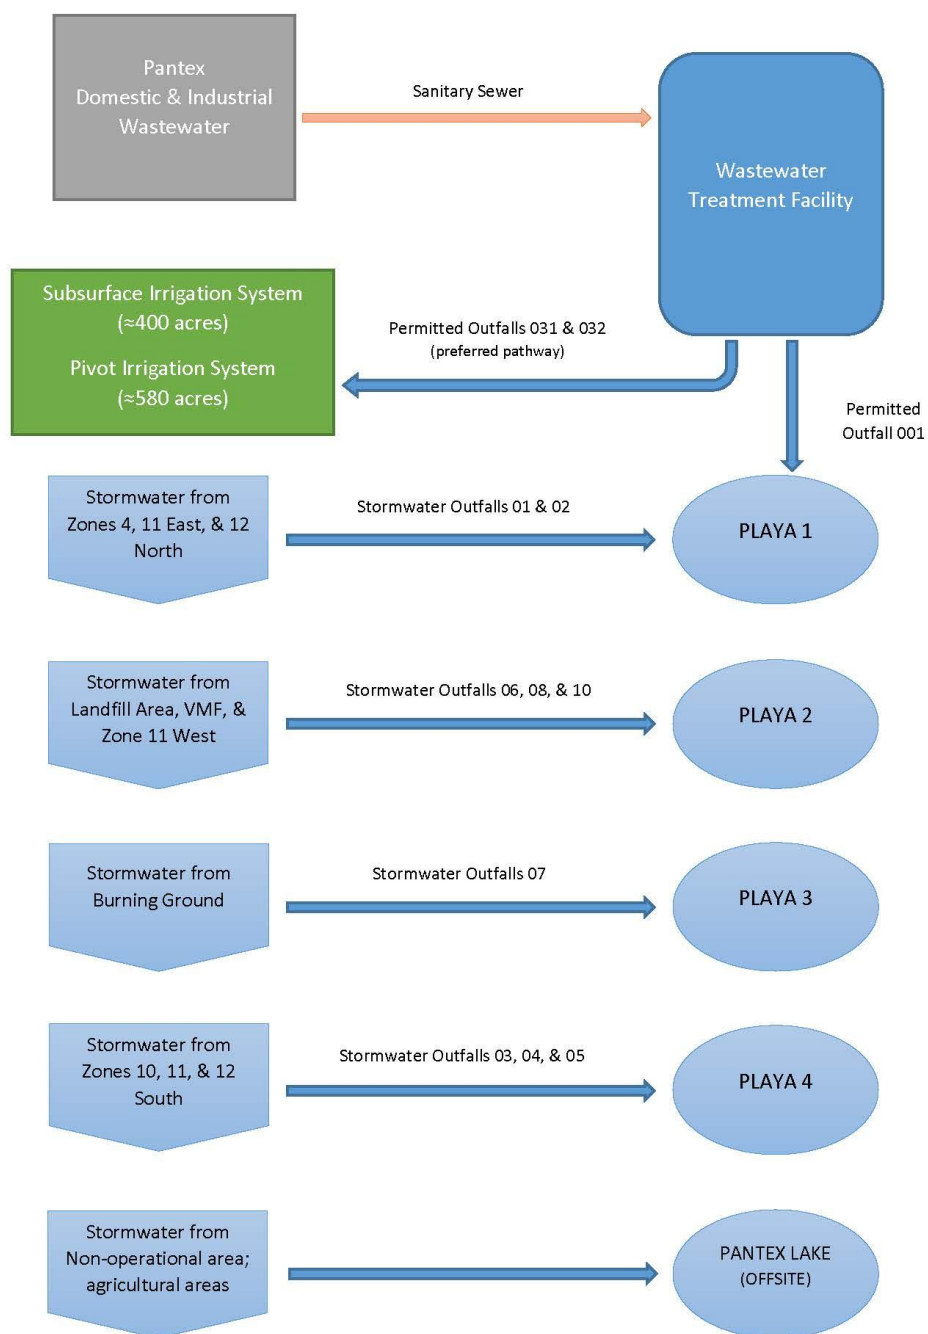 Pantex
Domestic & Industrial
Wastewater
Sanitary Sewer
Wastewater
Treatment Facility
Subsurface Irrigation System
(≈400 acres)
Pivot Irrigation System
(≈580 acres)
Permitted Outfalls 031 & 032
(preferred pathway)
Permitted
Outfall 001
Stormwater from
Zones 4, 11 East, & 12
North
Stormwater Outfalls 01 & 02
PLAYA 1
Stormwater from
Landfill Area, VMF, &
Zone 11 West
Stormwater Outfalls 06, 08, & 10
PLAYA 2
Stormwater from
Burning Ground
Stormwater Outfalls 07
PLAYA 3
Stormwater from
Zones 10, 11, & 12
South
Stormwater Outfalls 03, 04, & 05
PLAYA 4
Stormwater from
Non-operational area;
agricultural areas
PANTEX LAKE
(OFFSITE)